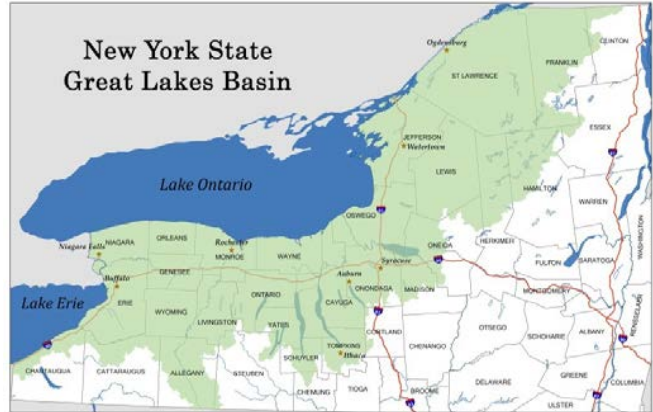 New York State
Great Lakes Basin
Ogdensburg
CLINTON
FRANKLIN
ST LAWRENCE
ESSEX
JEFFERSON
Watertown
LEWIS
Lake Ontario
HAMILTON
WARREN
WASHINGTON
OSWEGO
ONEIDA
HERKIMER
Niagara Falls
NIAGARA
ORLEANS
Rochester
MONROE
WAYNE
Syracuse
FULTON
SARATOGA
GENESEE
Buffalo
Auburn
ONONDAGA
MADISON
MONTGOMERY
Lake Erie
ERIE
WYOMING
ONTARIO
CAYUGA
RENSSELAER
LIVINGSTON
YATES
CORTLAND
OTSEGO
SCHOHARIE
ALBANY
TOMPKINS
Ithaca
CHENANGO
SCHUYLER
CHAUTAUQUA
CATTARAUGUS
ALLEGANY
STEUBEN
CHEMUNG
TIOGA
BROOME
DELAWARE
GREENE
COLUMBIA
ULSTER